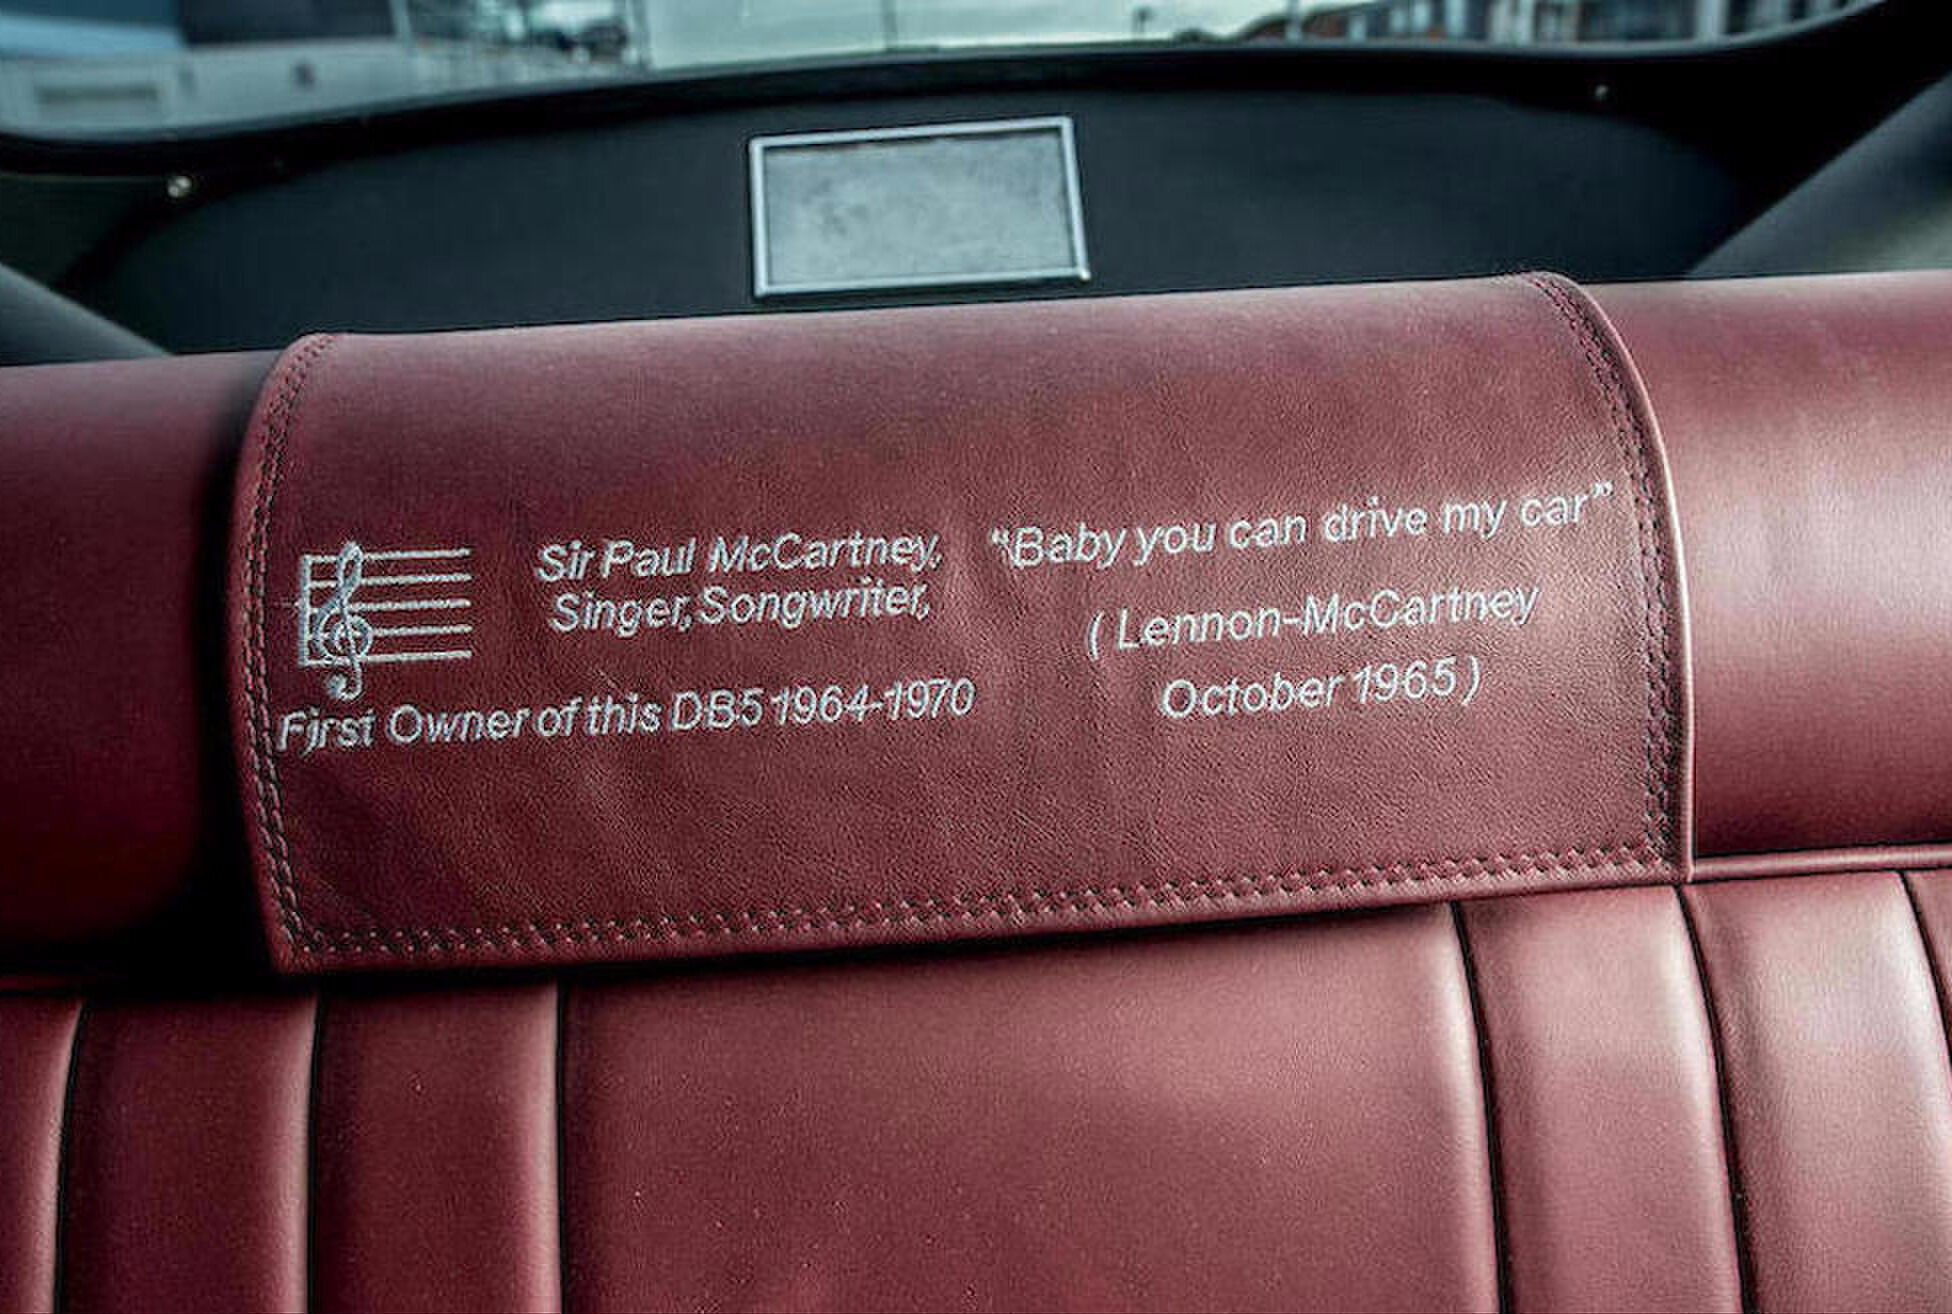 Sir Paul McCartney,
Singer, Songwriter,
First Owner of this DB5 1964-1970
“Baby you can drive my car”
( Lennon-McCartney
October 1965 )